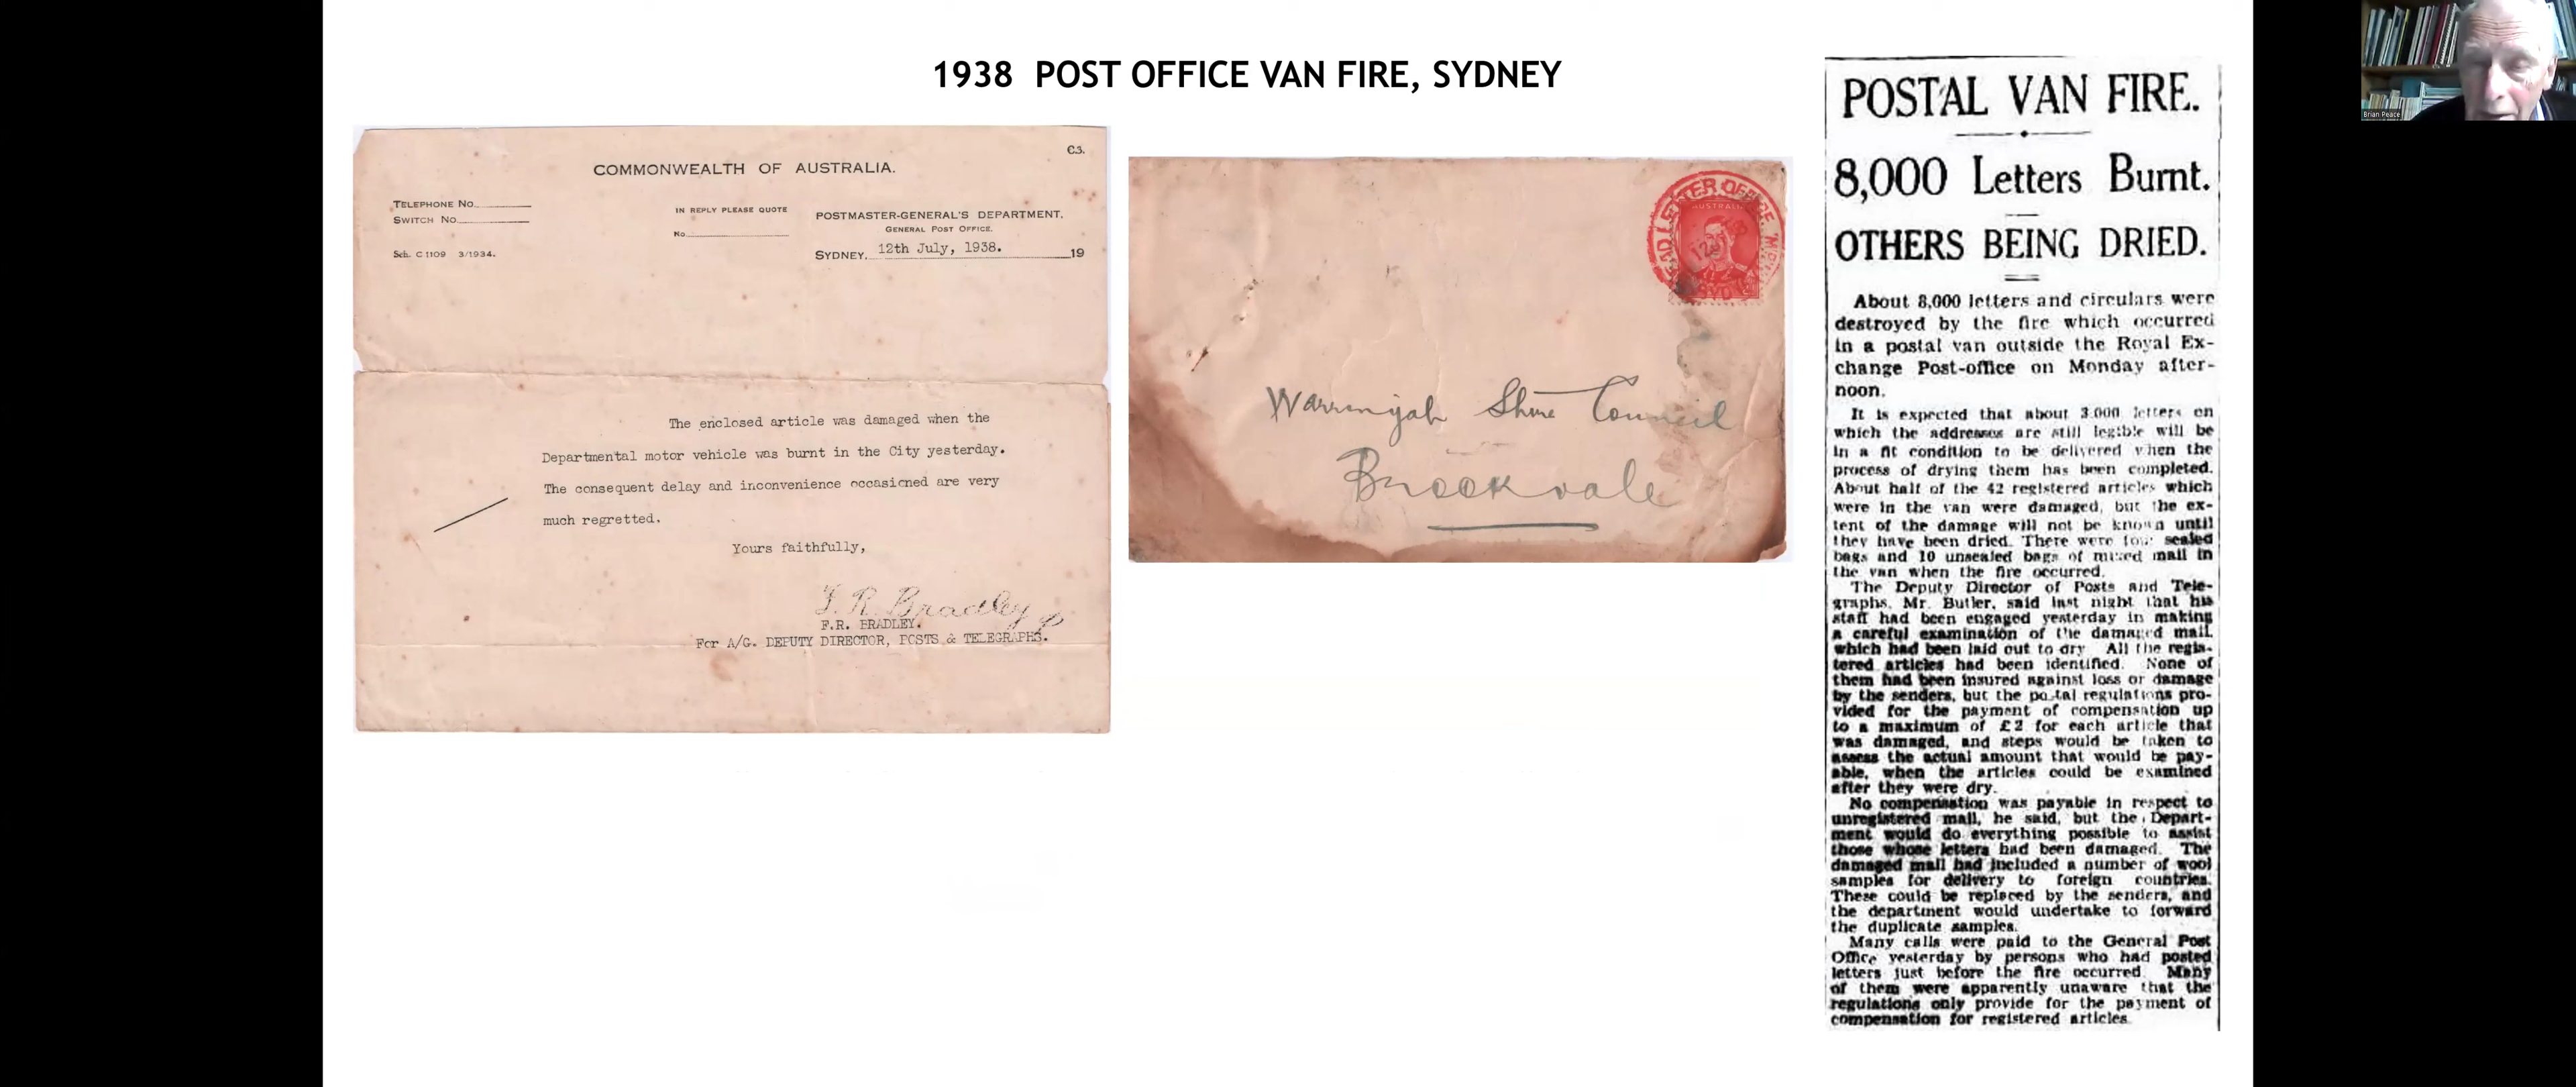 1938 POST OFFICE VAN FIRE, SYDNEY
C3.
COMMONWEALTH OF AUSTRALIA.
TELEPHONE No.
SWITCH No.
IN REPLY PLEASE QUOTE
No.
POSTMASTER-GENERAL'S DEPARTMENT,
GENERAL POST OFFICE,
Sch. C 1109 3/1934.
SYDNEY, 12th July, 1938. 19
The enclosed article was damaged when the
Departmental motor vehicle was burnt in the City yesterday.
The consequent delay and inconvenience occasioned are very
much regretted.
Yours faithfully,
F. R. Bradley
F.R. BRADLEY.
For A/G. DEPUTY DIRECTOR, POSTS & TELEGRAPHS.
LETTER OFFICE
AUSTRALIA
Warringah Shire Council
Brookvale
POSTAL VAN FIRE.
8,000 Letters Burnt.
OTHERS BEING DRIED.
About 8,000 letters and circulars were
destroyed by the fire which occurred
in a postal van outside the Royal Ex-
change Post-office on Monday after-
noon.
It is expected that about 3,000 letters on
which the addresses are still legible will be
in a fit condition to be delivered when the
process of drying them has been completed.
About half of the 42 registered articles which
were in the van were damaged, but the ex-
tent of the damage will not be known until
they have been dried. There were four sealed
bags and 10 unsealed bags of mixed mail in
the van when the fire occurred.
The Deputy Director of Posts and Tele-
graphs, Mr. Butler, said last night that his
staff had been engaged yesterday in making
a careful examination of the damaged mail,
which had been laid out to dry. All the regis-
tered articles had been identified. None of
them had been insured against loss or damage
by the senders, but the postal regulations pro-
vided for the payment of compensation up
to a maximum of £2 for each article that
was damaged, and steps would be taken to
assess the actual amount that would be pay-
able, when the articles could be examined
after they were dry.
No compensation was payable in respect to
unregistered mail, he said, but the Depart-
ment would do everything possible to assist
those whose letters had been damaged. The
damaged mail had included a number of wool
samples for delivery to foreign countries.
These could be replaced by the senders, and
the department would undertake to forward
the duplicate samples.
Many calls were paid to the General Post
Office yesterday by persons who had posted
letters just before the fire occurred. Many
of them were apparently unaware that the
regulations only provide for the payment of
compensation for registered articles.
Brian Peace